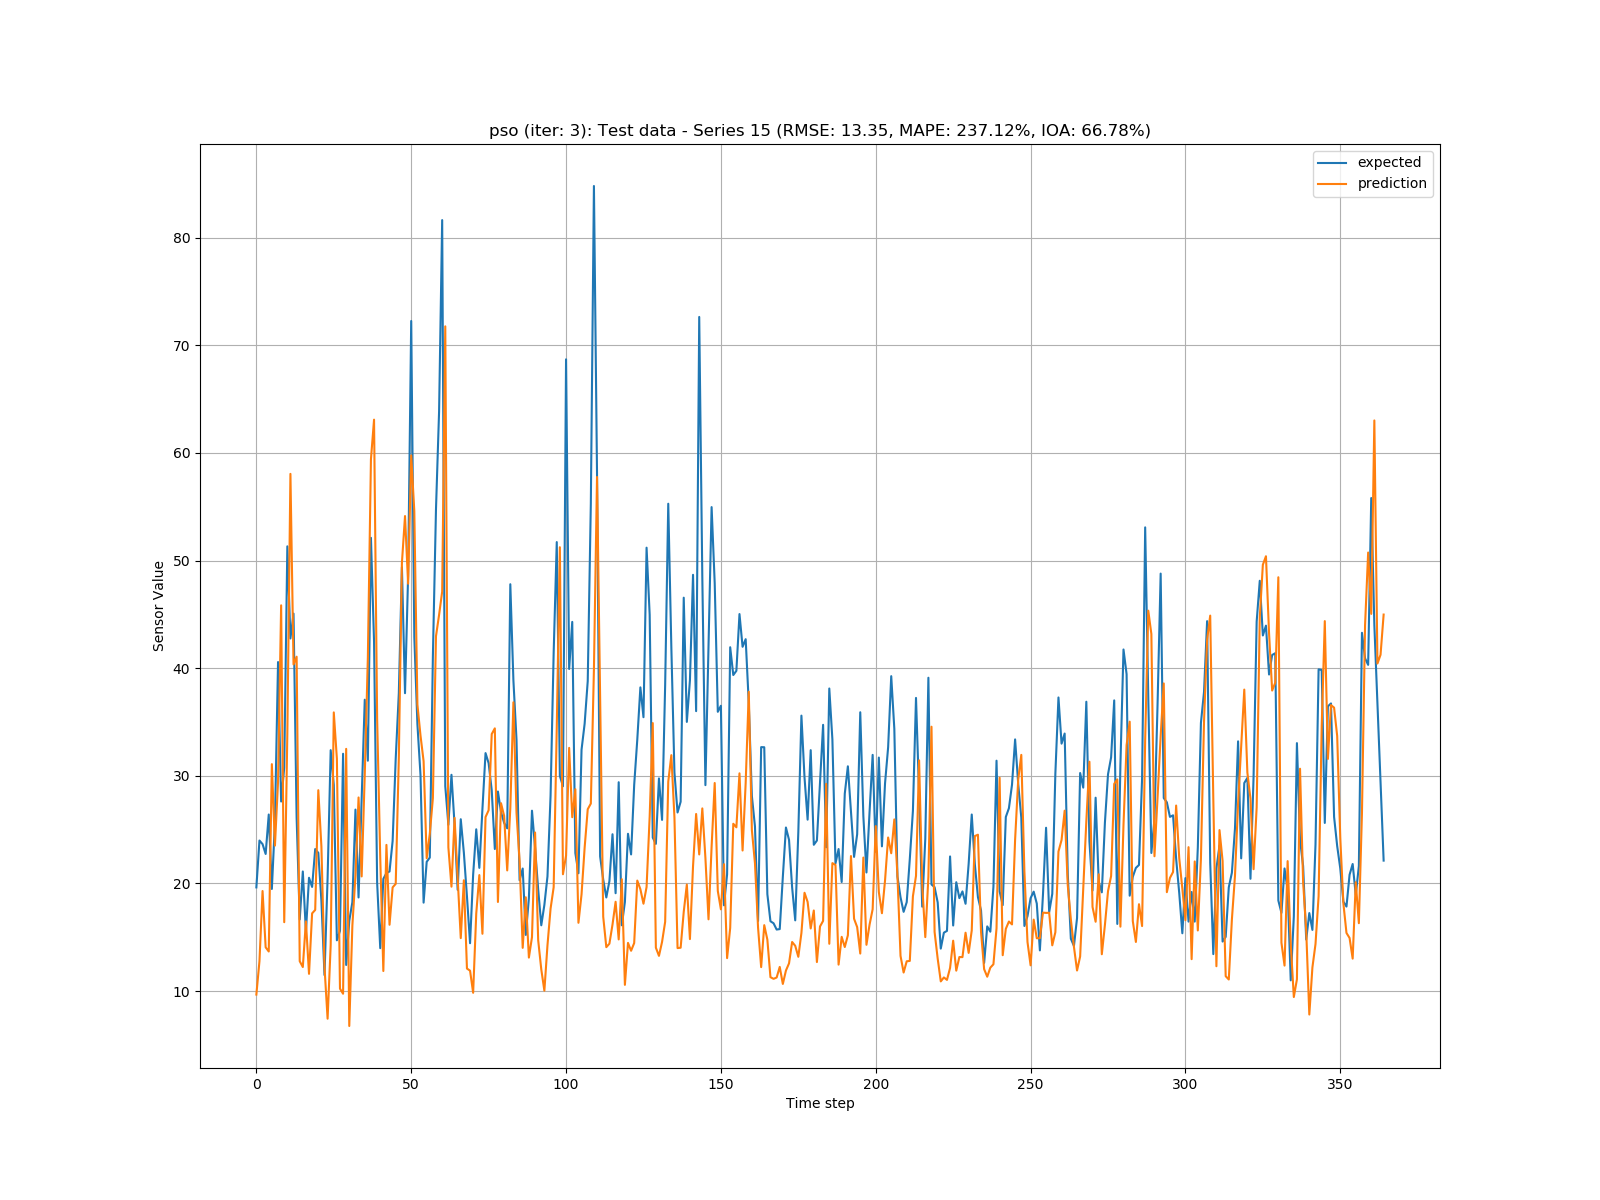 pso (iter: 3): Test data - Series 15 (RMSE: 13.35, MAPE: 237.12%, IOA: 66.78%)
expected
prediction
80
70
60
50
40
30
20
10
Sensor Value
0 50 100 150 200 250 300 350
Time step